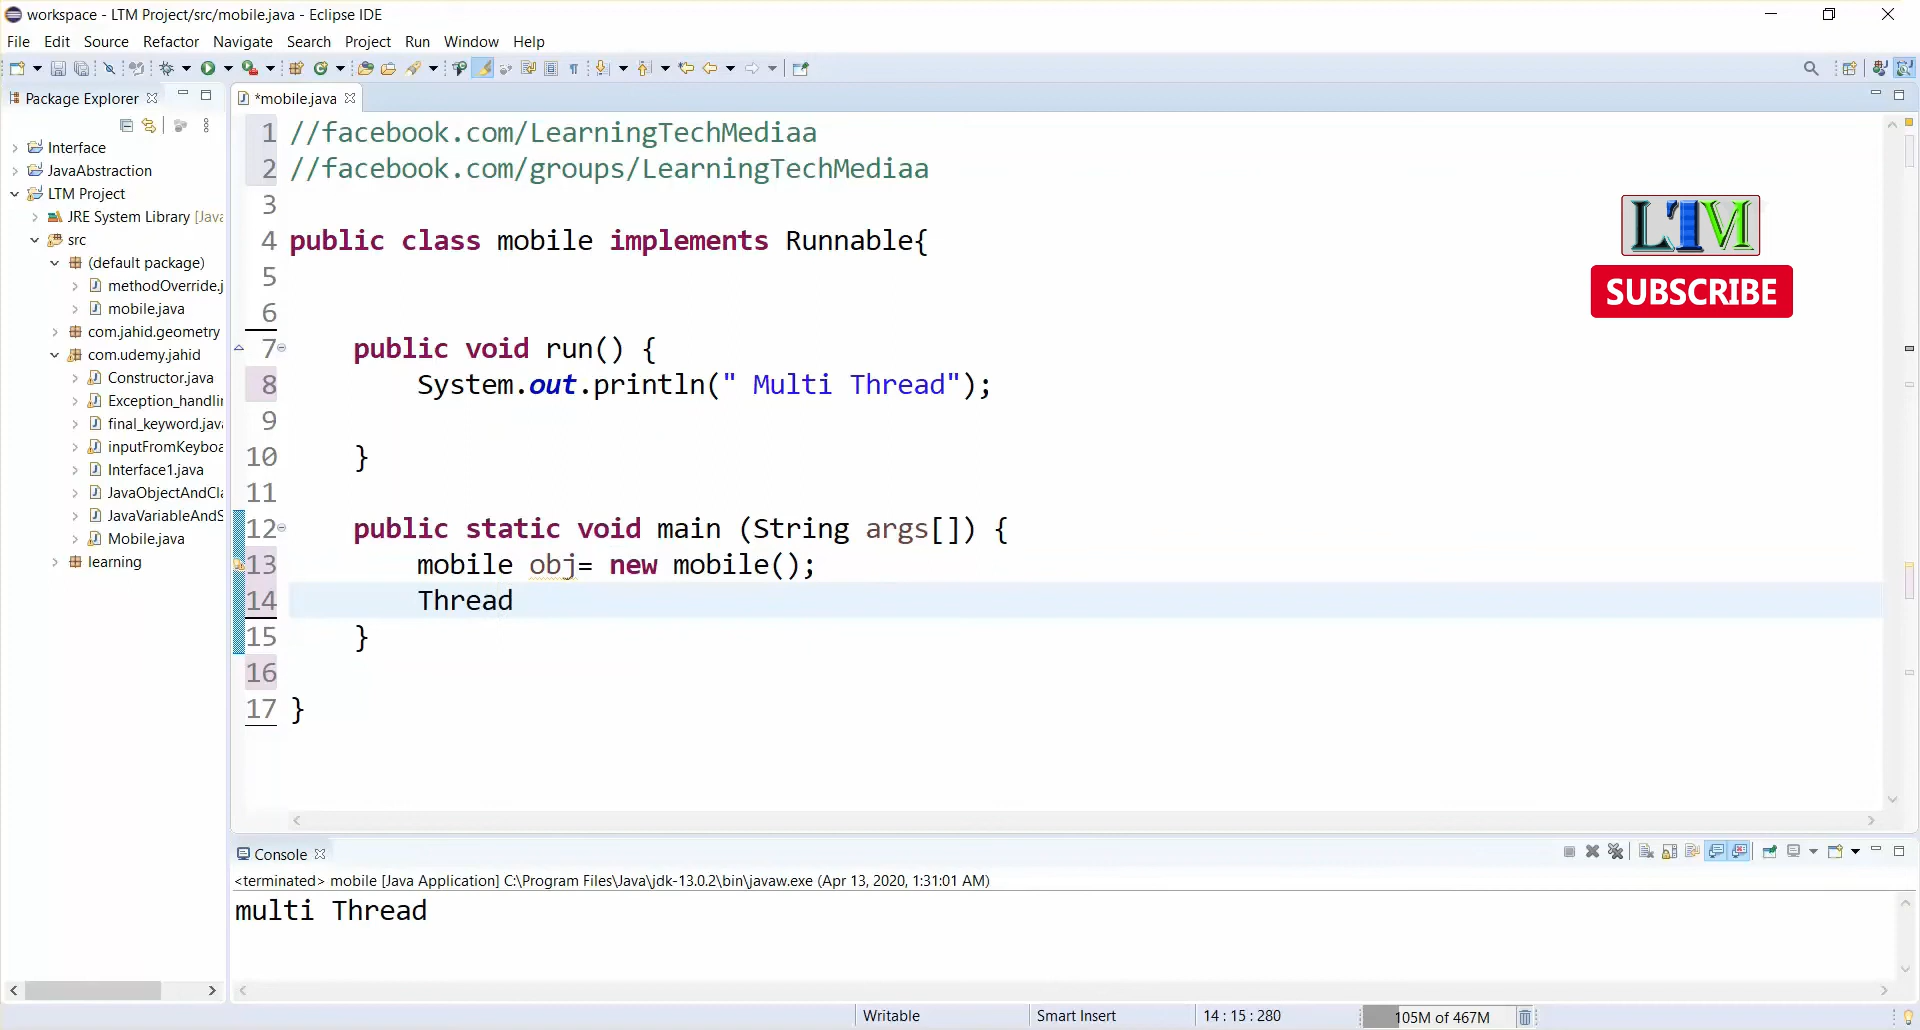 workspace - LTM Project/src/mobile.java - Eclipse IDE
File Edit Source Refactor Navigate Search Project Run Window Help
Package Explorer
*mobile.java
Interface
JavaAbstraction
LTM Project
JRE System Library [Java
src
(default package)
methodOverride.j
mobile.java
com.jahid.geometry
com.udemy.jahid
Constructor.java
Exception_handlin
final_keyword.java
inputFromKeyboa
Interface1.java
JavaObjectAndCla
JavaVariableAndS
Mobile.java
learning
1 //facebook.com/LearningTechMediaa
2 //facebook.com/groups/LearningTechMediaa
3
4 public class mobile implements Runnable{
5
6
7 public void run() {
8 System.out.println(" Multi Thread");
9
10 }
11
12 public static void main (String args[]) {
13 mobile obj= new mobile();
14 Thread
15 }
16
17 }
LTM
SUBSCRIBE
Console
<terminated> mobile [Java Application] C:\Program Files\Java\jdk-13.0.2\bin\javaw.exe (Apr 13, 2020, 1:31:01 AM)
multi Thread
Writable Smart Insert 14 : 15 : 280 105M of 467M